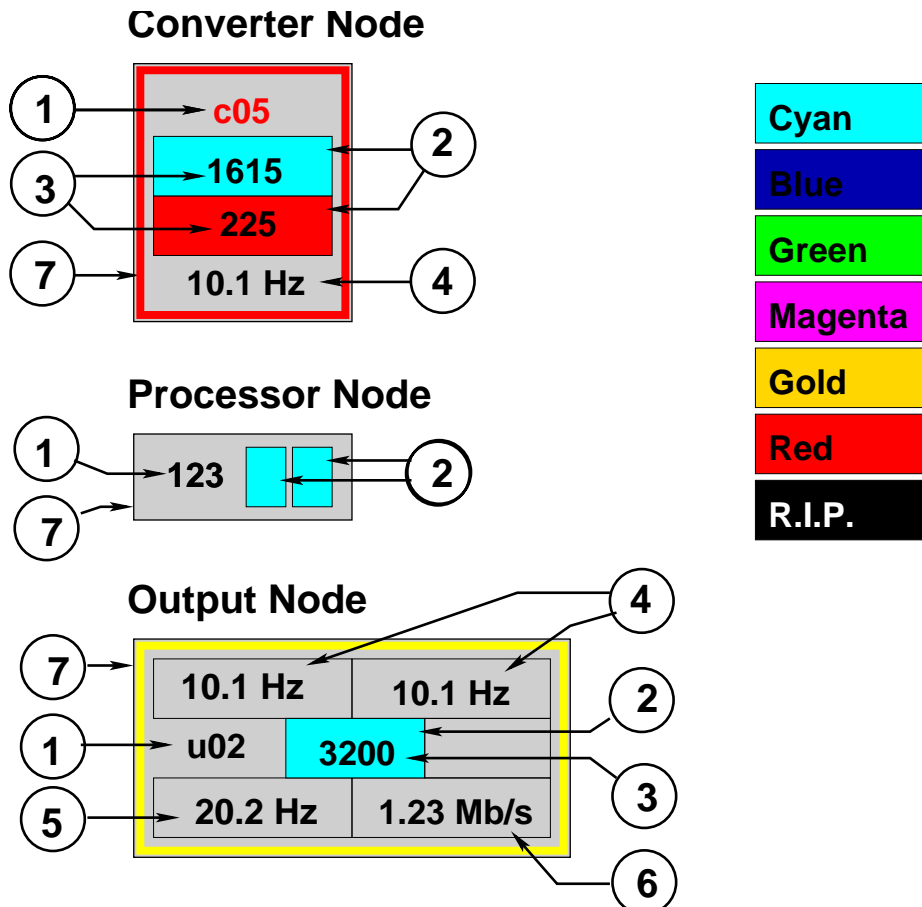 Converter Node
1
c05
2
1615
3
225
7
10.1 Hz
4
Processor Node
1
123
2
7
Output Node
4
7
10.1 Hz
10.1 Hz
2
1
u02
3200
3
5
20.2 Hz
1.23 Mb/s
6
Cyan
Blue
Green
Magenta
Gold
Red
R.I.P.